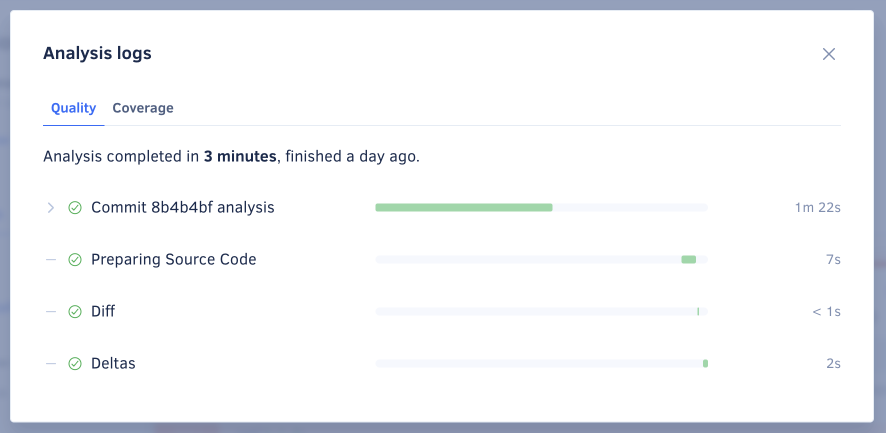 Analysis logs
Quality Coverage
Analysis completed in 3 minutes, finished a day ago.
Commit 8b4b4bf analysis 1m 22s
Preparing Source Code 7s
Diff < 1s
Deltas 2s